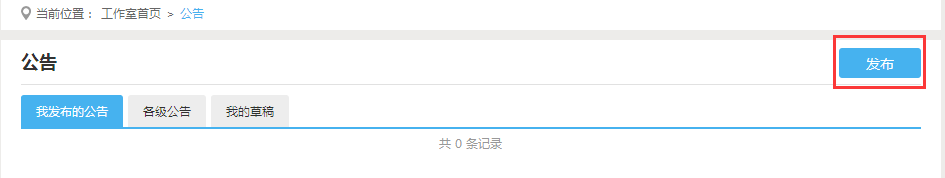 当前位置： 工作室首页 > 公告
公告
发布
我发布的公告 各级公告 我的草稿
共 0 条记录